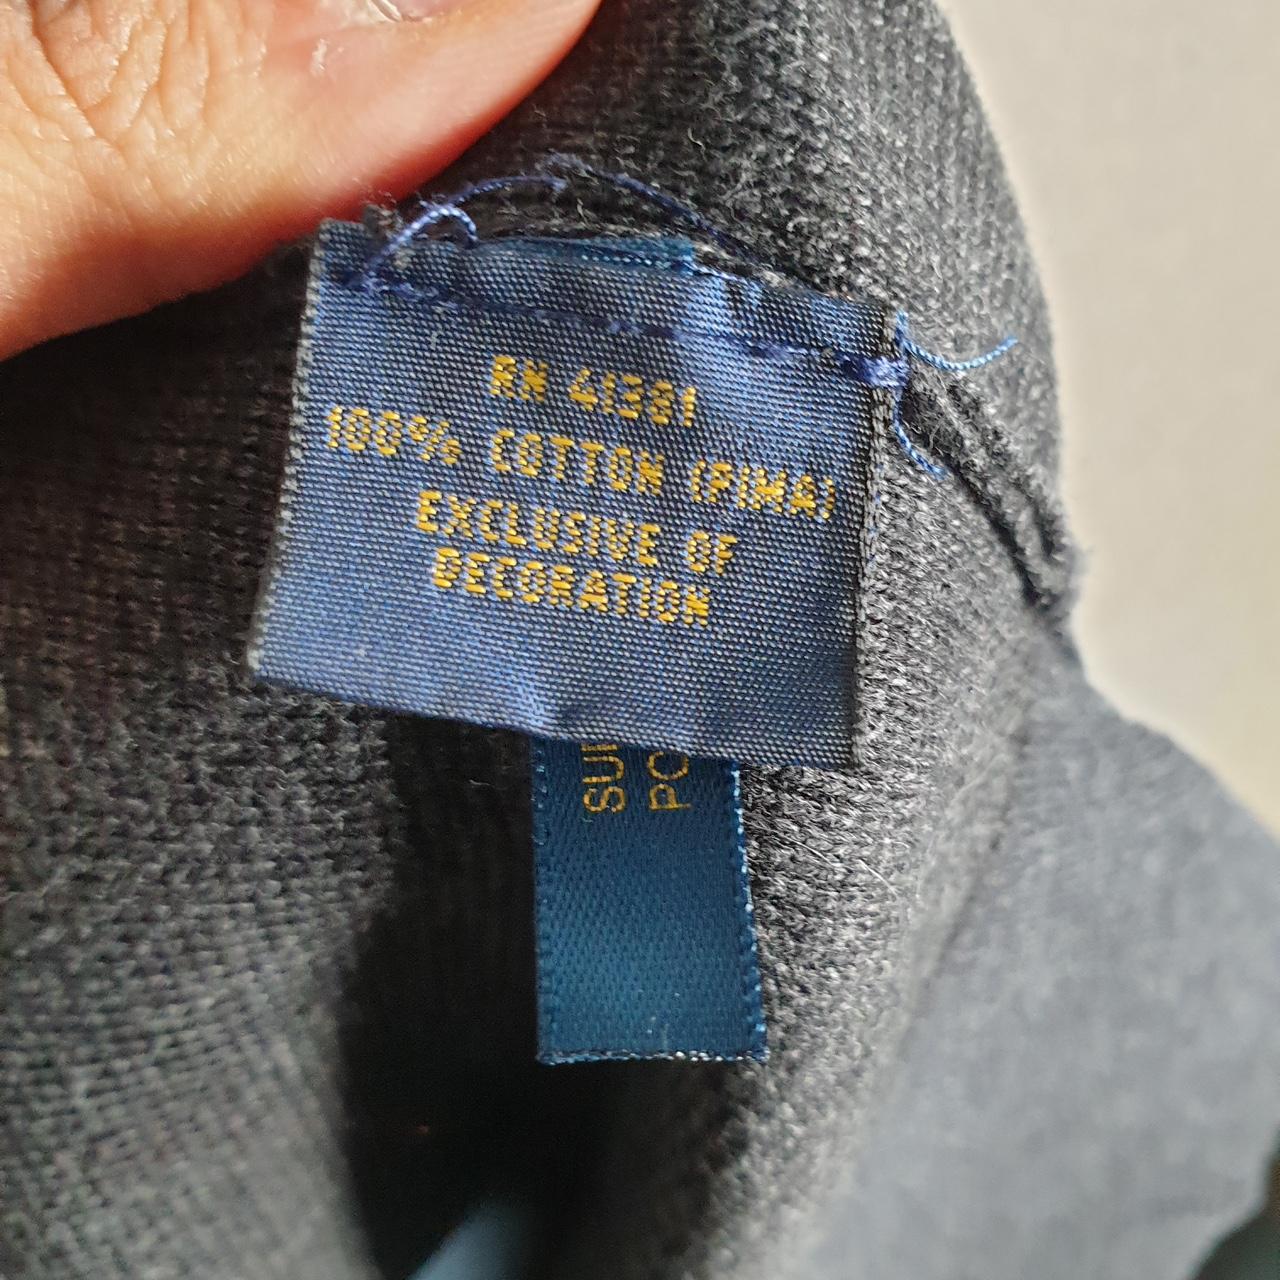 RN 41381
100% COTTON (PIMA)
EXCLUSIVE OF
DECORATION